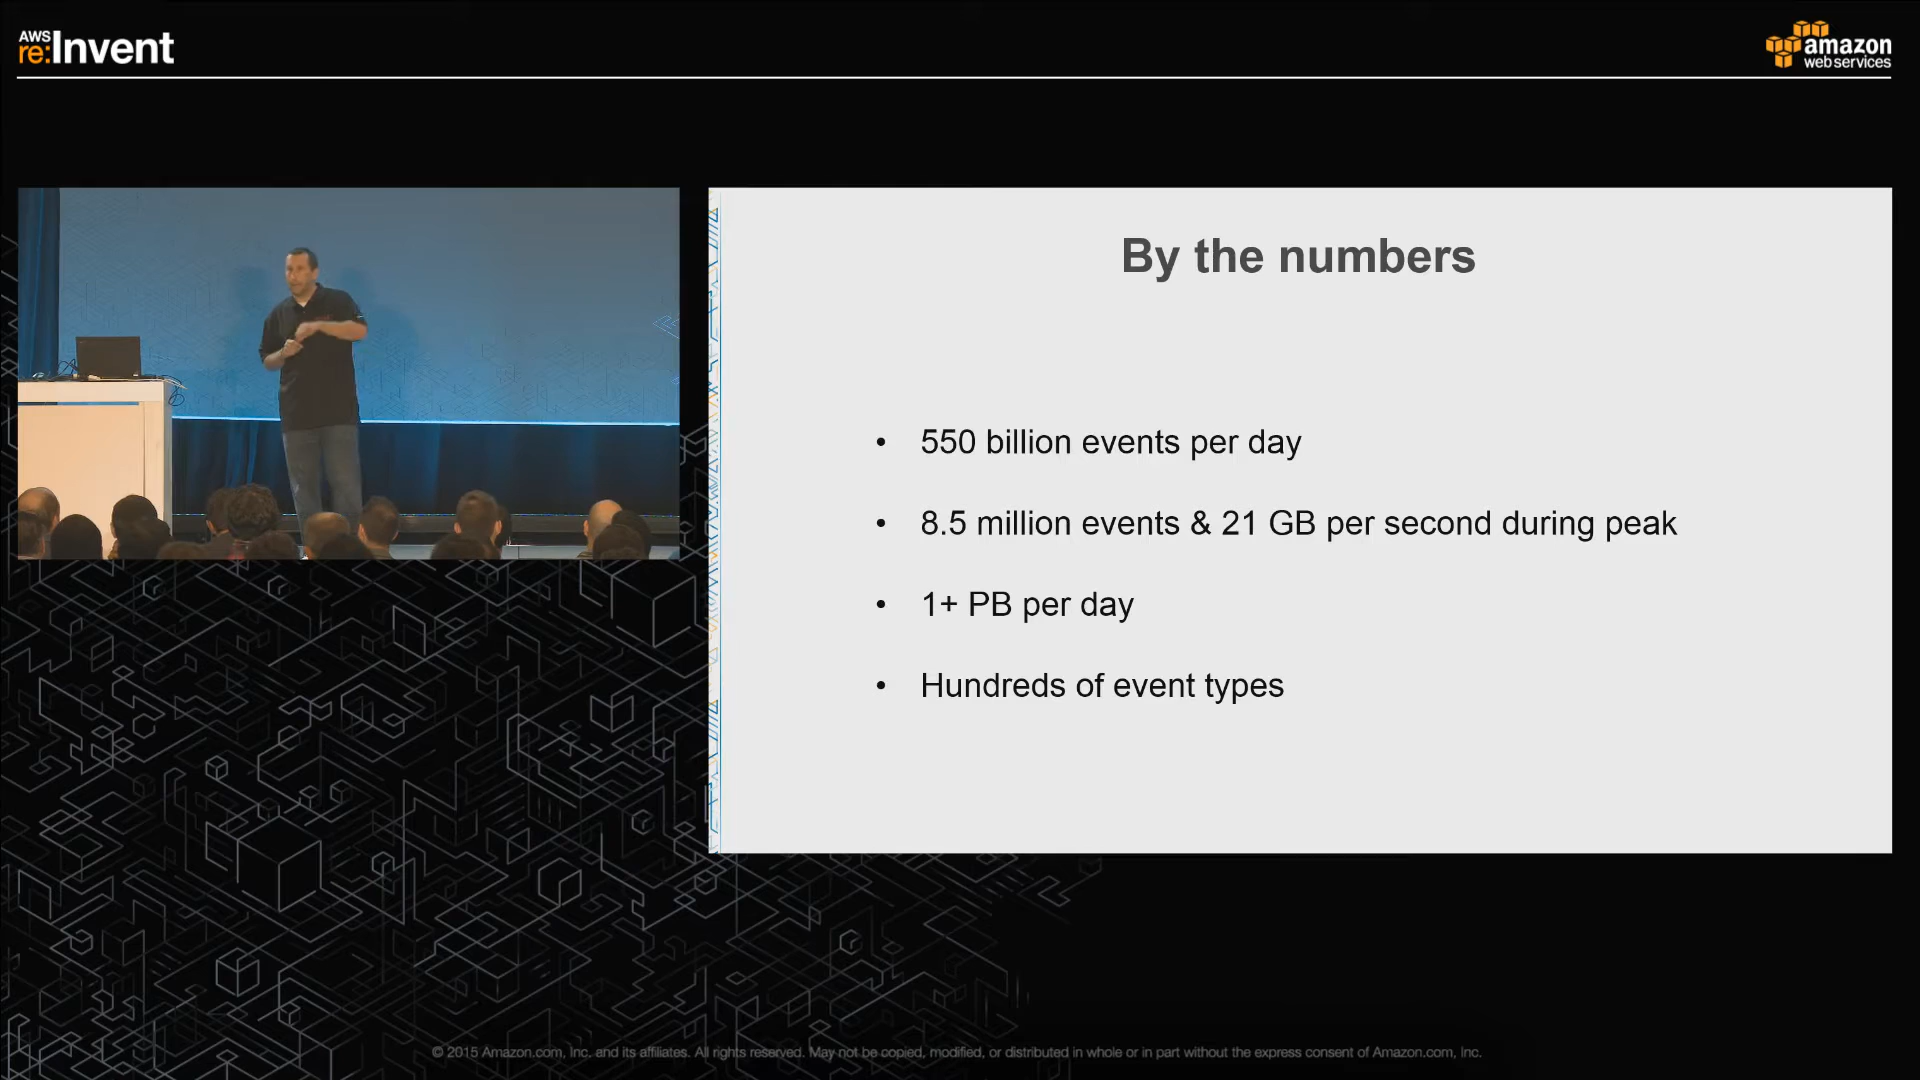 AWS
re:Invent
amazon
web services
By the numbers
• 550 billion events per day
• 8.5 million events & 21 GB per second during peak
• 1+ PB per day
• Hundreds of event types
© 2015 Amazon.com, Inc. and its affiliates. All rights reserved. May not be copied, modified, or distributed in whole or in part without the express consent of Amazon.com, Inc.